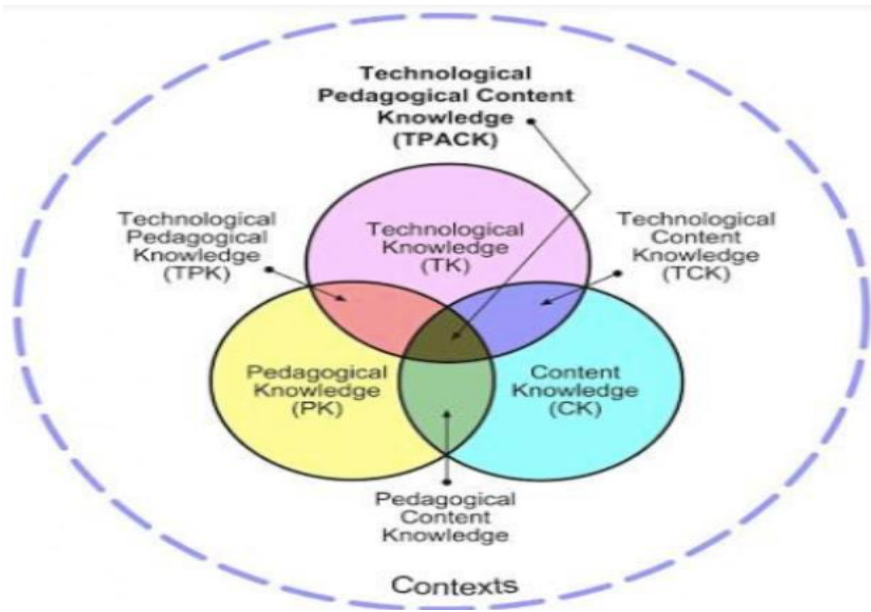 Technological
Pedagogical Content
Knowledge
(TPACK)
Technological
Pedagogical
Knowledge
(TPK)
Technological
Knowledge
(TK)
Technological
Content
Knowledge
(TCK)
Pedagogical
Knowledge
(PK)
Content
Knowledge
(CK)
Pedagogical
Content
Knowledge
Contexts